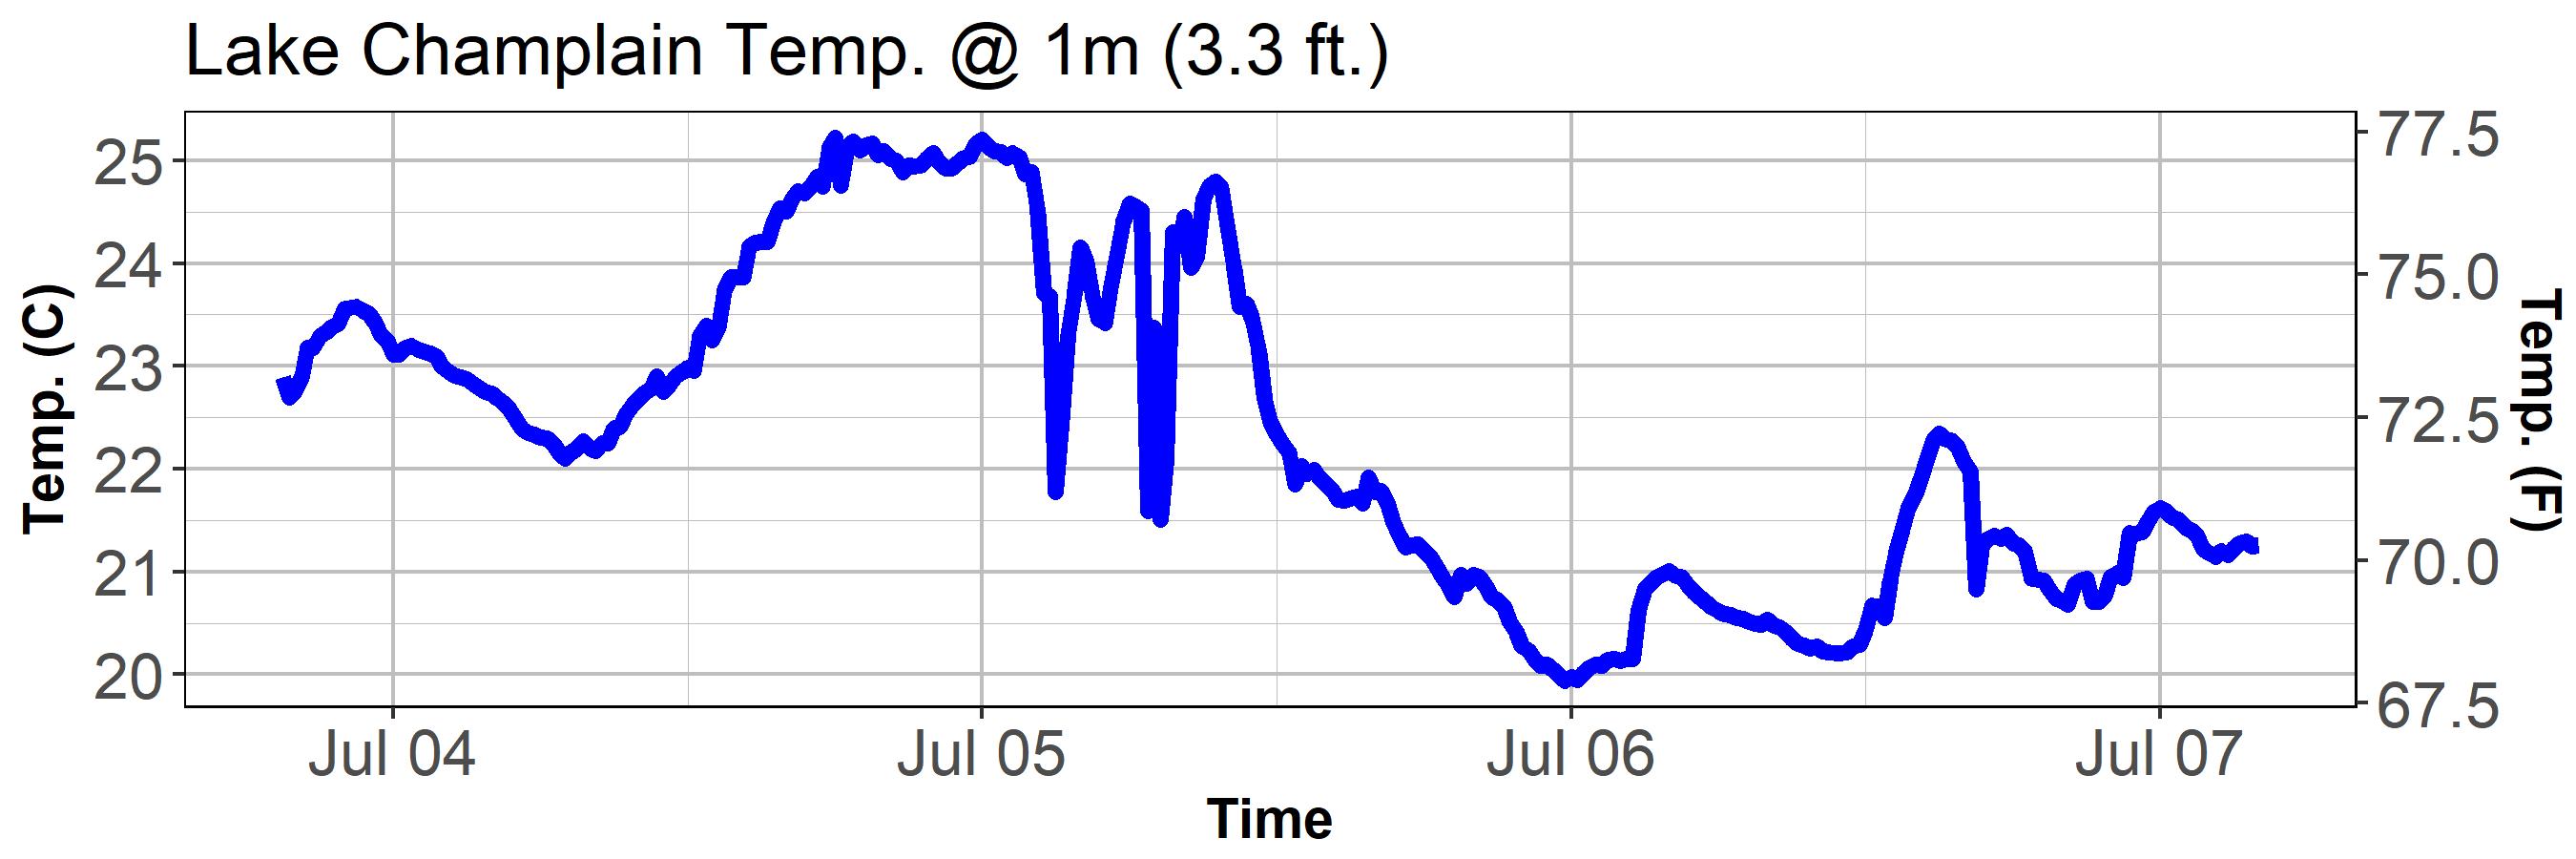 Lake Champlain Temp. @ 1m (3.3 ft.)
Temp. (C)
25
24
23
22
21
20
77.5
75.0
72.5
70.0
67.5
Temp. (F)
Jul 04
Jul 05
Jul 06
Jul 07
Time